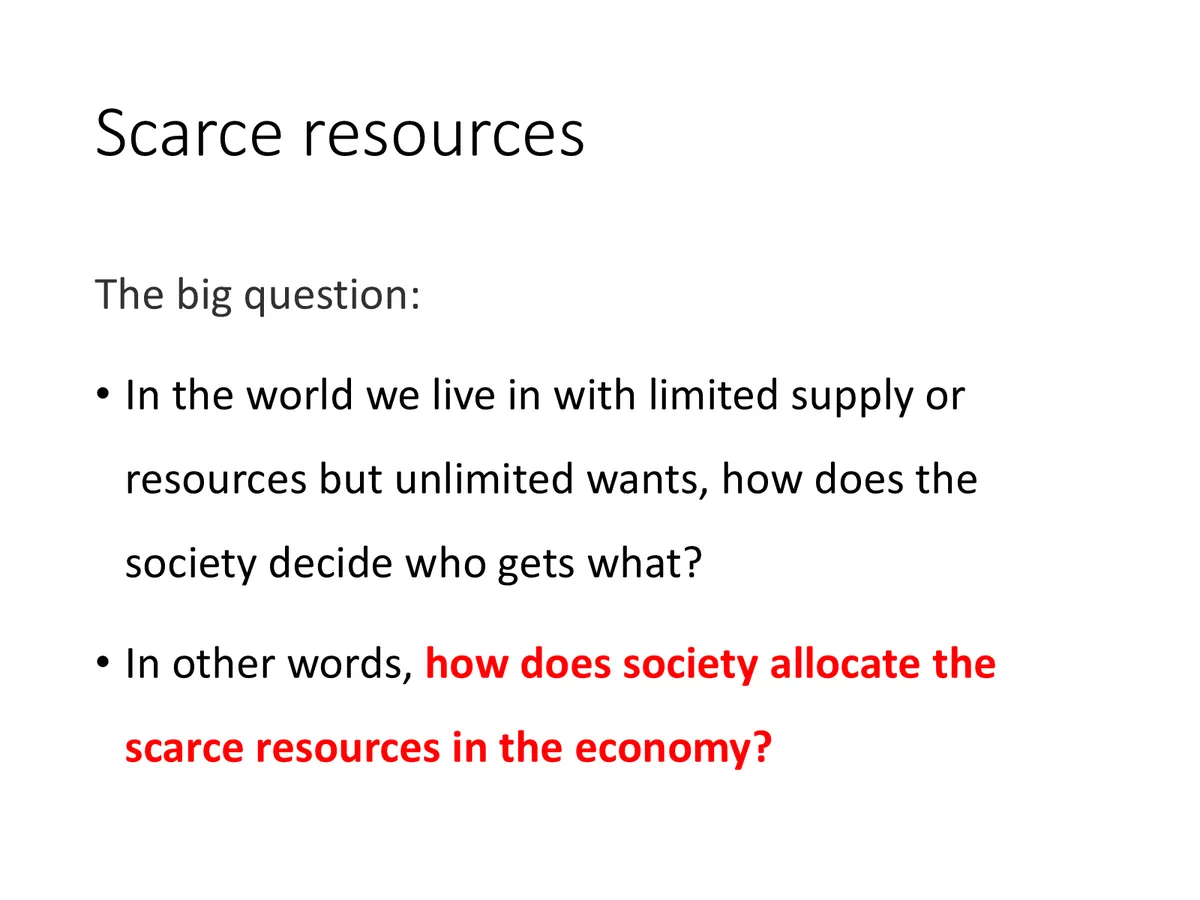 Scarce resources
The big question:
• In the world we live in with limited supply or
resources but unlimited wants, how does the
society decide who gets what?
• In other words, how does society allocate the
scarce resources in the economy?